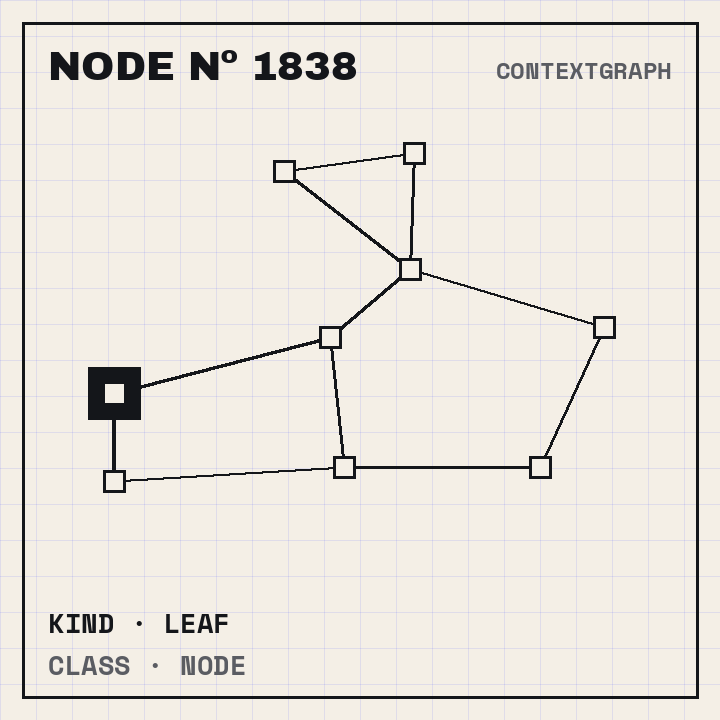 NODE Nº 1838
CONTEXTGRAPH
KIND · LEAF
CLASS · NODE